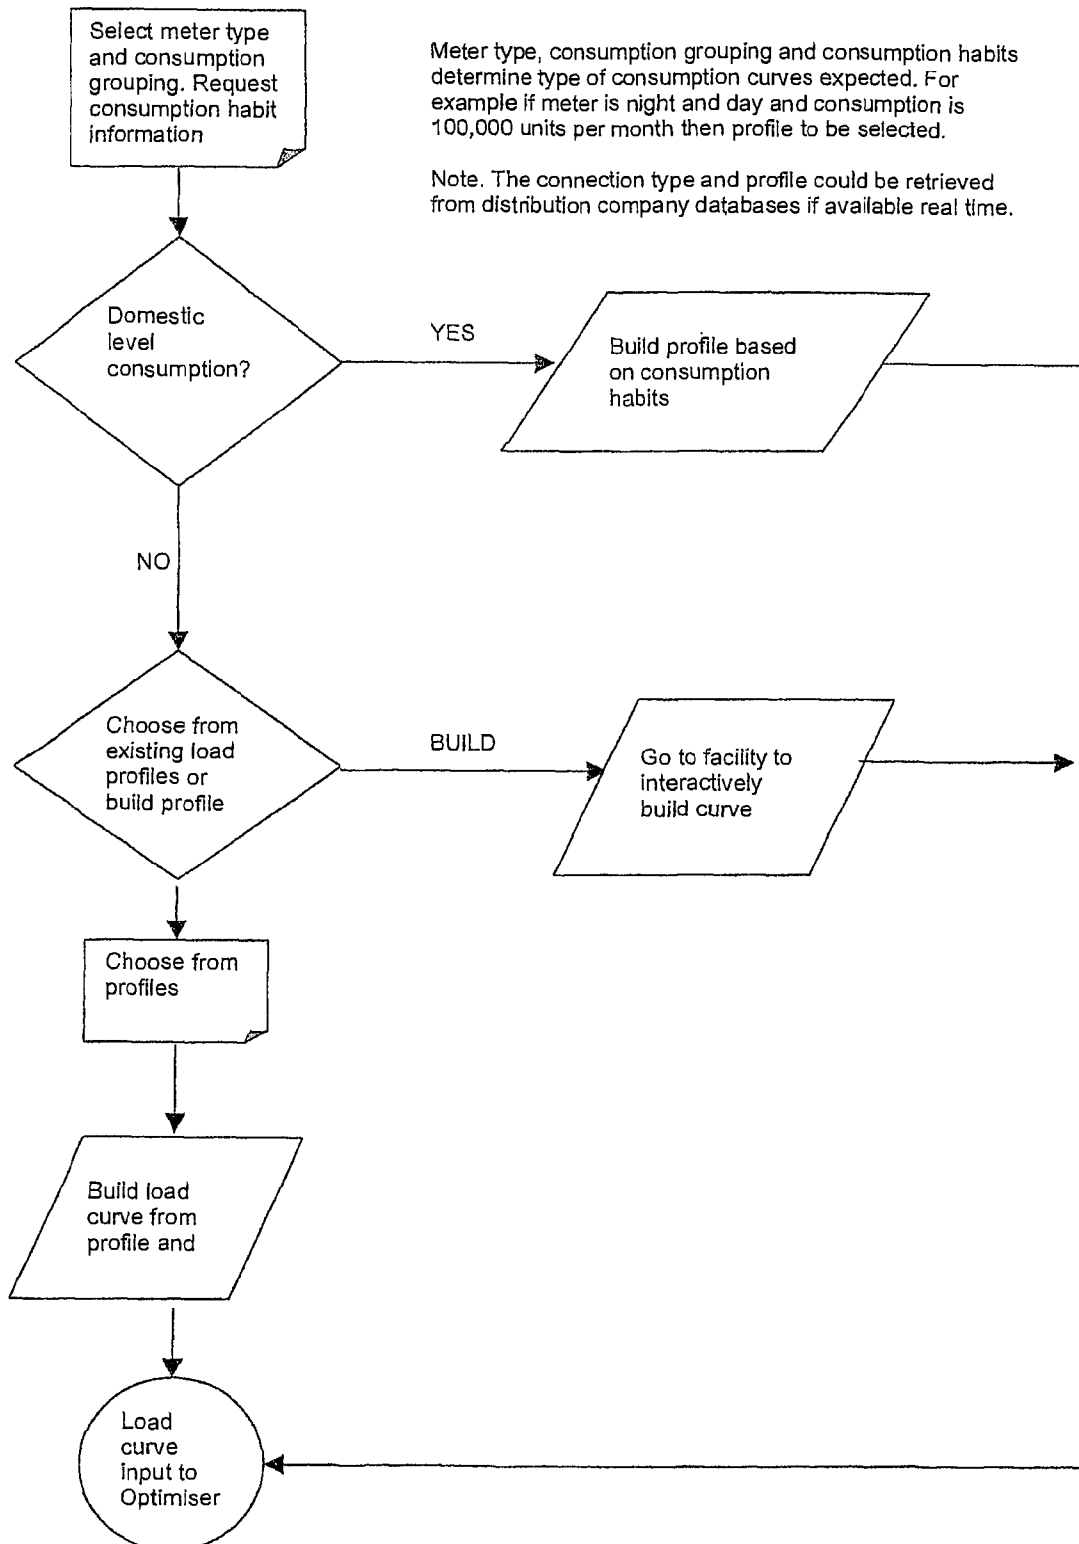 Select meter type
and consumption
grouping. Request
consumption habit
information
Meter type, consumption grouping and consumption habits
determine type of consumption curves expected. For
example if meter is night and day and consumption is
100,000 units per month then profile to be selected.
Note. The connection type and profile could be retrieved
from distribution company databases if available real time.
Domestic
level
consumption?
YES
Build profile based
on consumption
habits
NO
Choose from
existing load
profiles or
build profile
BUILD
Go to facility to
interactively
build curve
Choose from
profiles
Build load
curve from
profile and
Load
curve
input to
Optimiser